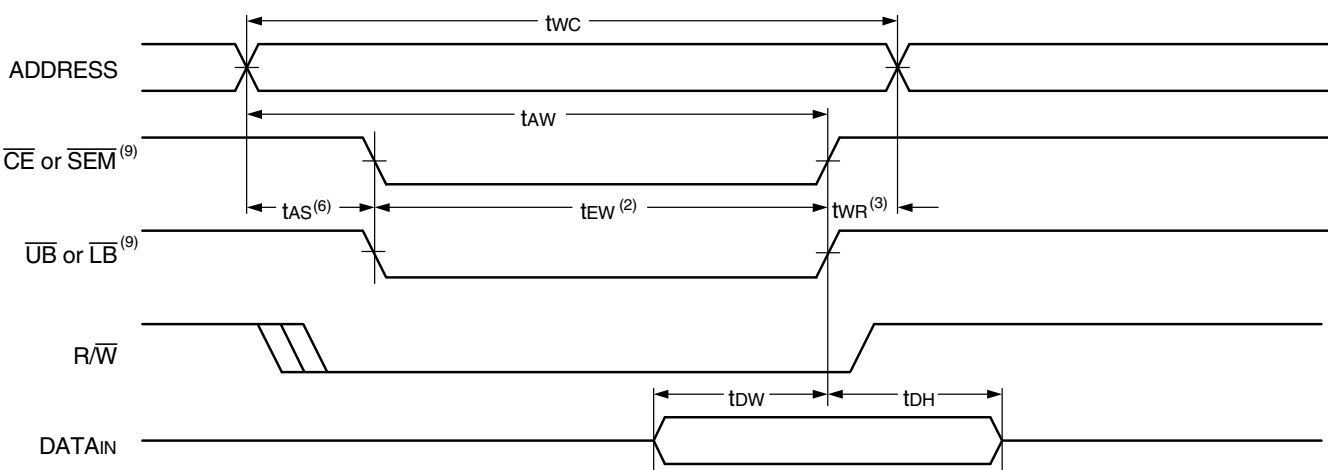 tWC
ADDRESS
tAW
CE or SEM(9)
tAS(6)
tEW(2)
tWR(3)
UB or LB(9)
R/W
tDW
tDH
DATAIN